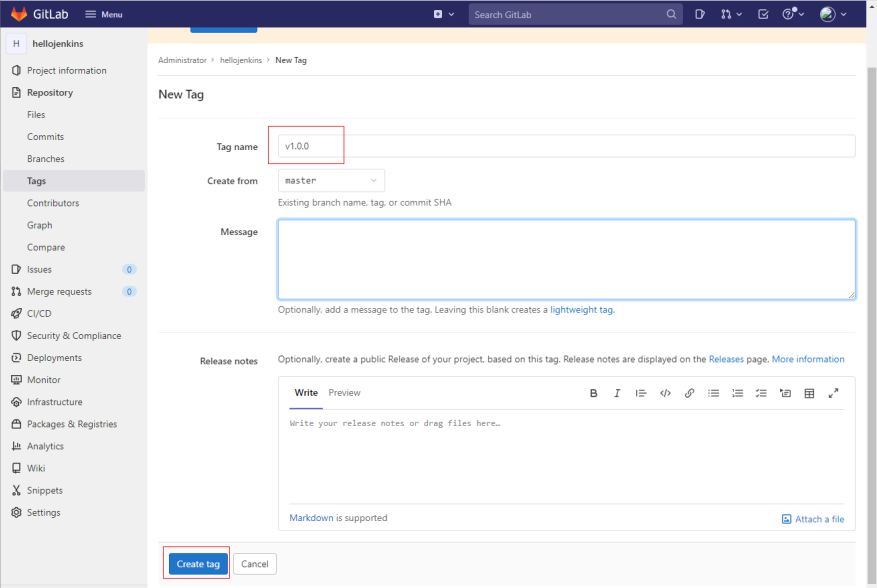 GitLab Menu Search GitLab
H hellojenkins
Project information
Repository
Files
Commits
Branches
Tags
Contributors
Graph
Compare
Issues 0
Merge requests 0
CI/CD
Security & Compliance
Deployments
Monitor
Infrastructure
Packages & Registries
Analytics
Wiki
Snippets
Settings
Administrator > hellojenkins > New Tag
New Tag
Tag name v1.0.0
Create from master
Existing branch name, tag, or commit SHA
Message
Optionally, add a message to the tag. Leaving this blank creates a lightweight tag.
Release notes Optionally, create a public Release of your project, based on this tag. Release notes are displayed on the Releases page. More information
Write Preview B I
Write your release notes or drag files here…
Markdown is supported Attach a file
Create tag Cancel